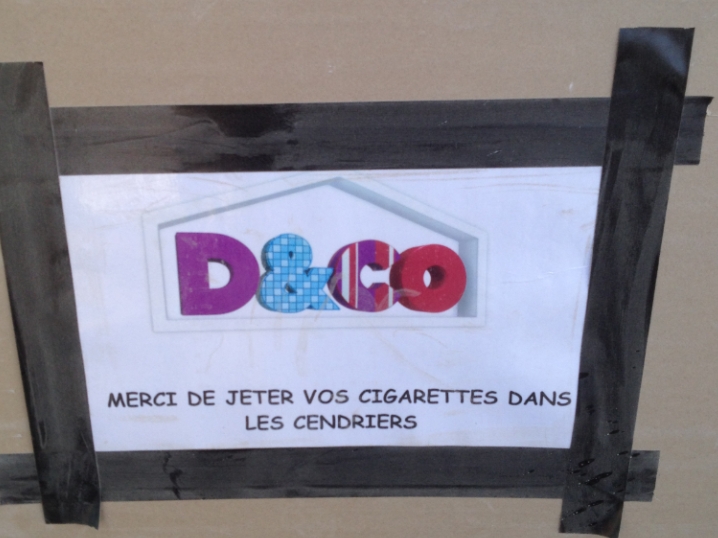 D&CO
MERCI DE JETER VOS CIGARETTES DANS
LES CENDRIERS